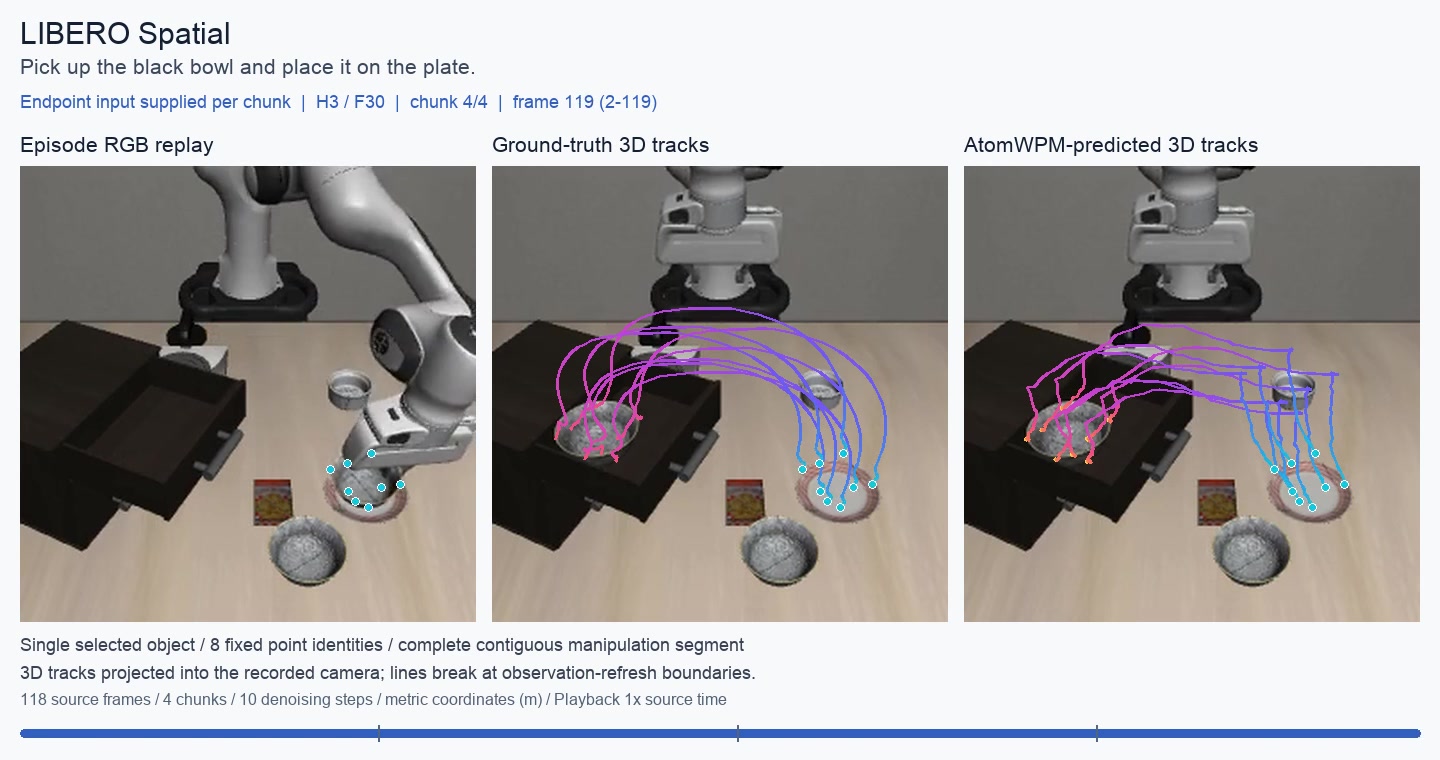 LIBERO Spatial
Pick up the black bowl and place it on the plate.
Endpoint input supplied per chunk | H3 / F30 | chunk 4/4 | frame 119 (2-119)
Episode RGB replay
Ground-truth 3D tracks
AtomWPM-predicted 3D tracks
Single selected object / 8 fixed point identities / complete contiguous manipulation segment
3D tracks projected into the recorded camera; lines break at observation-refresh boundaries.
118 source frames / 4 chunks / 10 denoising steps / metric coordinates (m) / Playback 1x source time